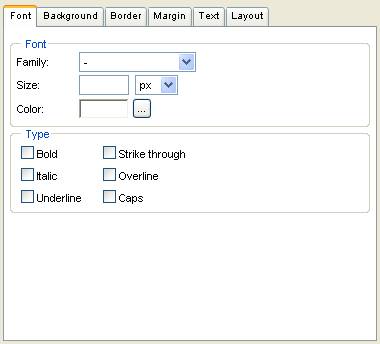 Font Background Border Margin Text Layout
Font
Family: -
Size: px
Color: ...
Type
Bold Strike through
Italic Overline
Underline Caps